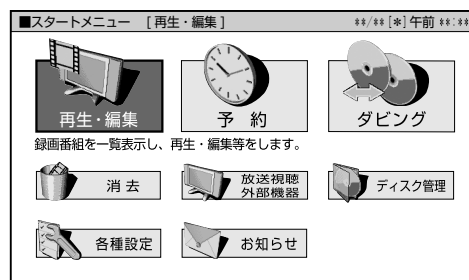 ■スタートメニュー [再生・編集] **/** [*] 午前 **:**
再生・編集
予 約
ダビング
録画番組を一覧表示し、再生・編集等をします。
消 去
放送視聴
外部機器
ディスク管理
各種設定
お知らせ